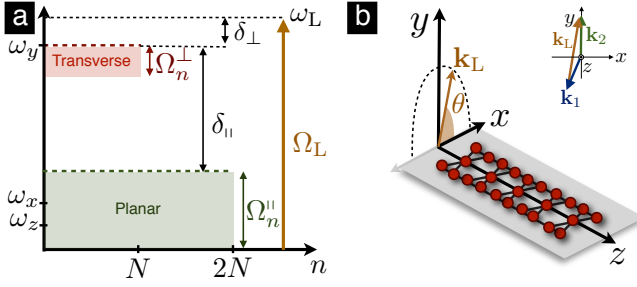 a
ω_L
δ_⊥
ω_y
Transverse
Ω_n^⊥
δ_||
Ω_L
ω_x
Planar
Ω_n^||
ω_z
N
2N
n
b
y
k_L
θ
x
z
y
k_L
k_2
x
z
k_1